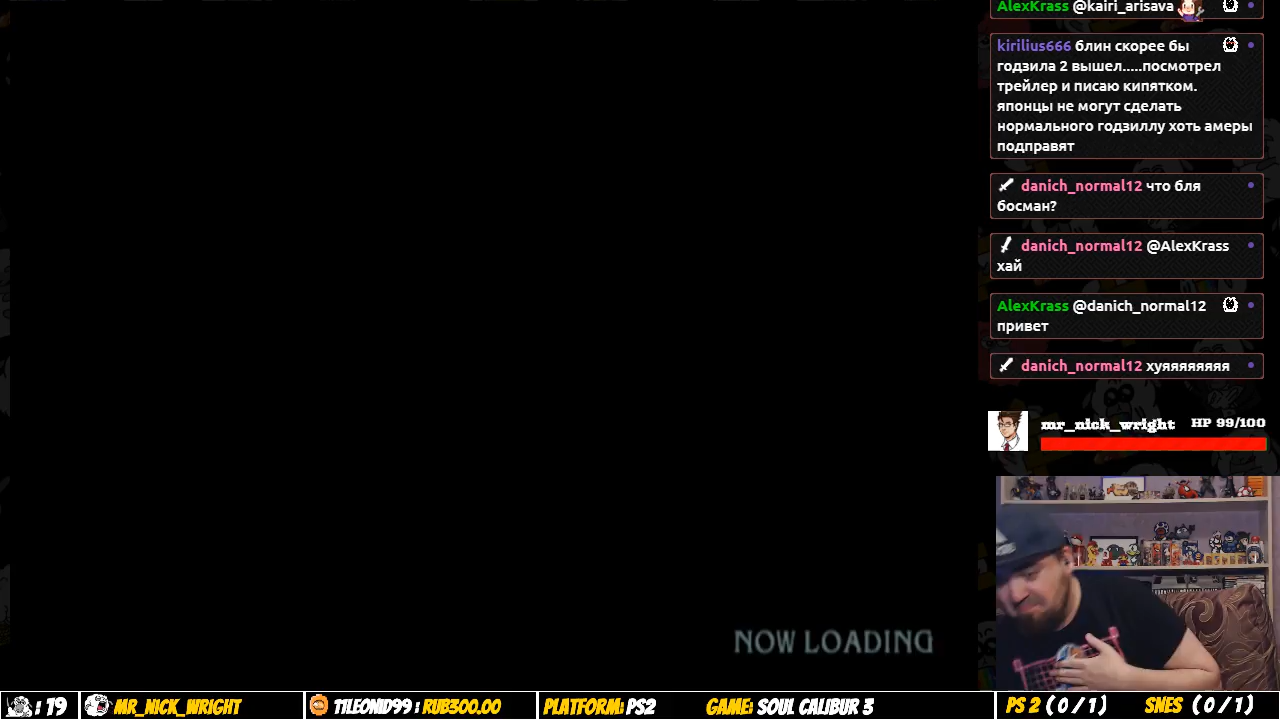 AlexKrass @kairi_arisava
kirilius666 блин скорее бы
годзила 2 вышел.....посмотрел
трейлер и писаю кипятком.
японцы не могут сделать
нормального годзиллу хоть амеры
подправят
danich_normal12 что бля
босман?
danich_normal12 @AlexKrass
хай
AlexKrass @danich_normal12
привет
danich_normal12 хуяяяяяяяя
mr_nick_wright HP 99/100
NOW LOADING
: 19 MR_NICK_WRIGHT TILEONID99 : RUB300.00 PLATFORM: PS2 GAME: SOUL CALIBUR 3 PS 2 ( 0 / 1 ) SNES ( 0 / 1 )